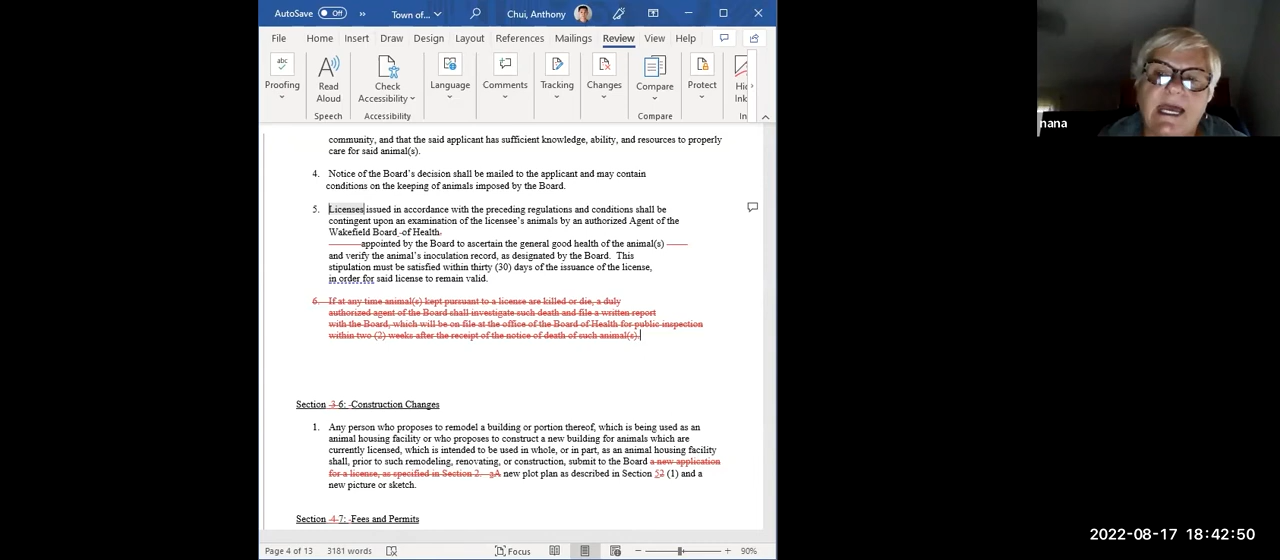 AutoSave Off Town of... Chui, Anthony
File Home Insert Draw Design Layout References Mailings Review View Help
Proofing
Read Aloud
Check Accessibility
Language
Comments
Tracking
Changes
Compare
Protect
Hide Ink
Speech Accessibility Compare
community, and that the said applicant has sufficient knowledge, ability, and resources to properly
care for said animal(s).
4. Notice of the Board's decision shall be mailed to the applicant and may contain
conditions on the keeping of animals imposed by the Board.
5. Licenses issued in accordance with the preceding regulations and conditions shall be
contingent upon an examination of the licensee's animals by an authorized Agent of the
Wakefield Board of Health
appointed by the Board to ascertain the general good health of the animal(s)
and verify the animal's inoculation record, as designated by the Board. This
stipulation must be satisfied within thirty (30) days of the issuance of the license,
in order for said license to remain valid.
6. If at any time animal(s) kept pursuant to a license are killed or die, a duly
authorized agent of the Board shall investigate such death and file a written report
with the Board, which will be on file at the office of the Board of Health for public inspection
within two (2) weeks after the receipt of the notice of death of such animal(s).
Section 3 6: Construction Changes
1. Any person who proposes to remodel a building or portion thereof, which is being used as an
animal housing facility or who proposes to construct a new building for animals which are
currently licensed, which is intended to be used in whole, or in part, as an animal housing facility
shall, prior to such remodeling, renovating, or construction, submit to the Board a new application
for a license, as specified in Section 2. aA new plot plan as described in Section 52 (1) and a
new picture or sketch.
Section 4 7: Fees and Permits
Page 4 of 13 3181 words Focus 90%
nana
2022-08-17 18:42:50